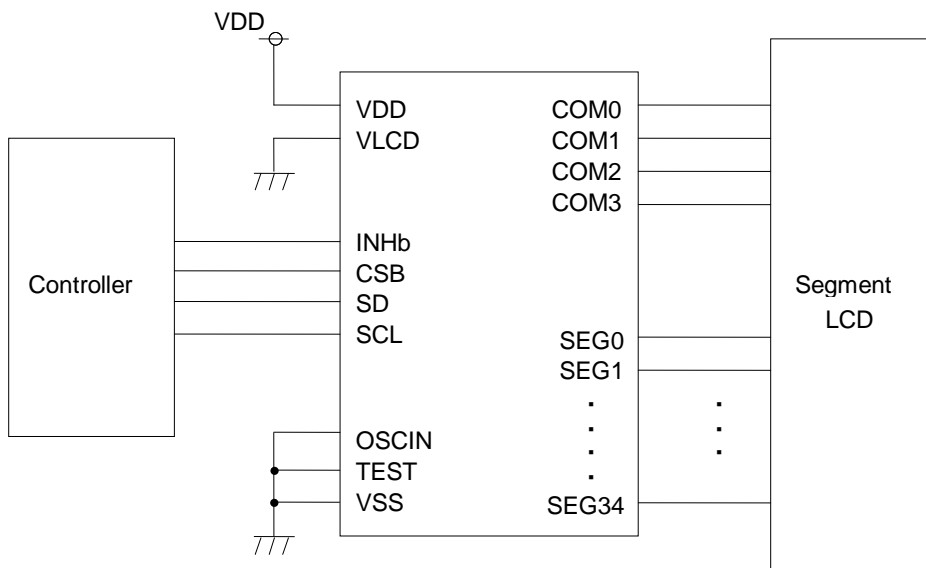 VDD
VDD
VLCD
INHb
CSB
SD
SCL
OSCIN
TEST
VSS
COM0
COM1
COM2
COM3
SEG0
SEG1
SEG34
Controller
Segment
LCD